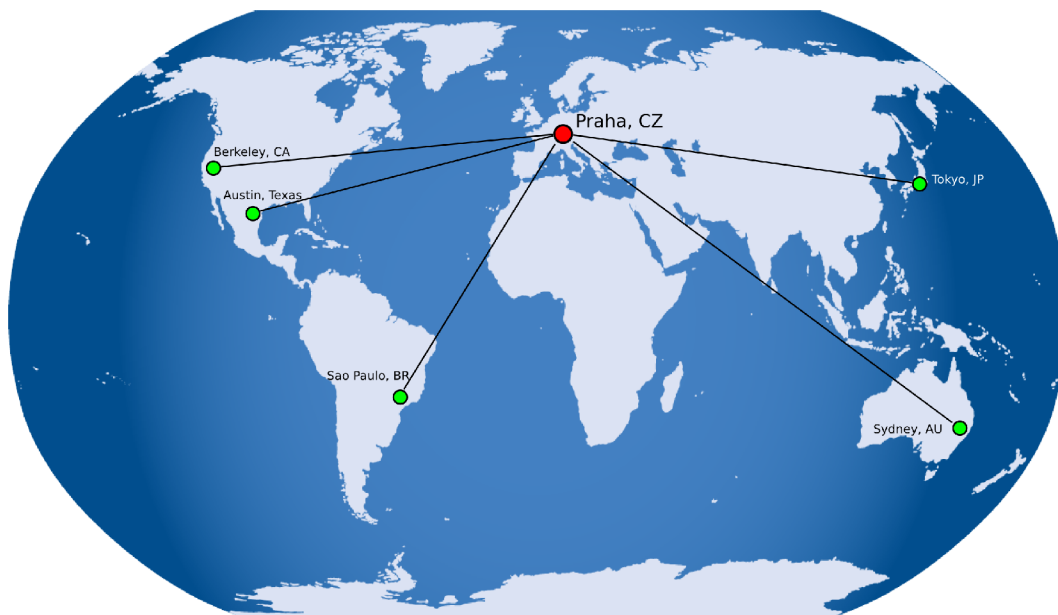 Praha, CZ
Berkeley, CA
Tokyo, JP
Austin, Texas
Sao Paulo, BR
Sydney, AU